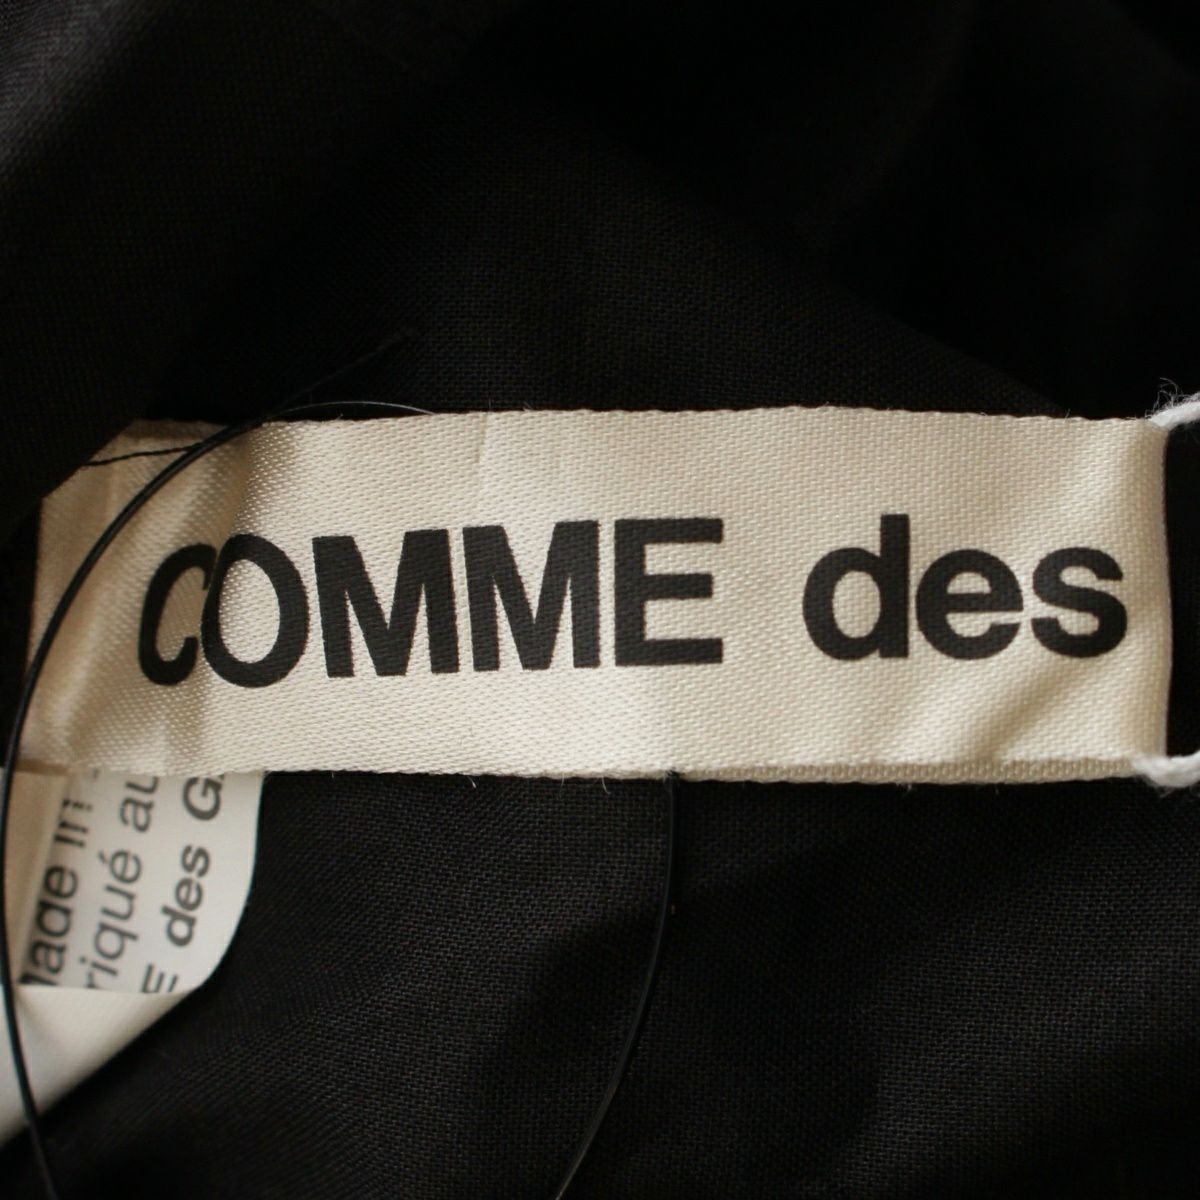 COMME des
Made in
riqué au
E des G